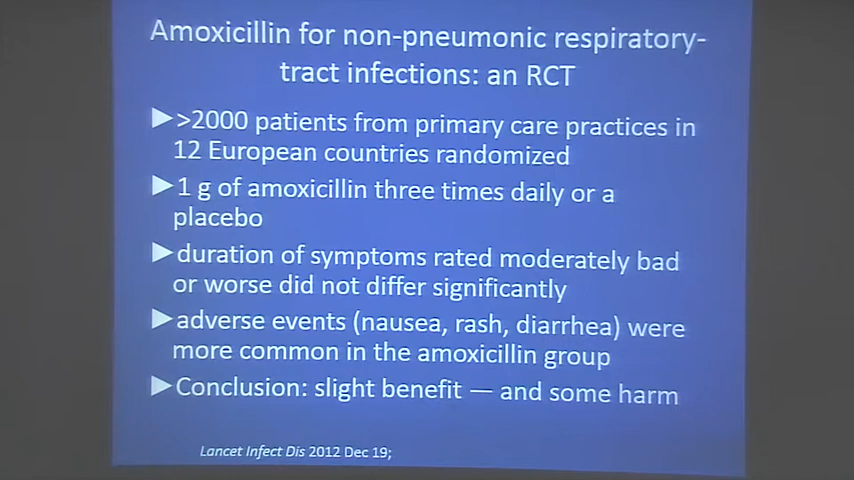 Amoxicillin for non-pneumonic respiratory-
tract infections: an RCT
►>2000 patients from primary care practices in
12 European countries randomized
►1 g of amoxicillin three times daily or a
placebo
►duration of symptoms rated moderately bad
or worse did not differ significantly
►adverse events (nausea, rash, diarrhea) were
more common in the amoxicillin group
►Conclusion: slight benefit — and some harm
Lancet Infect Dis 2012 Dec 19;